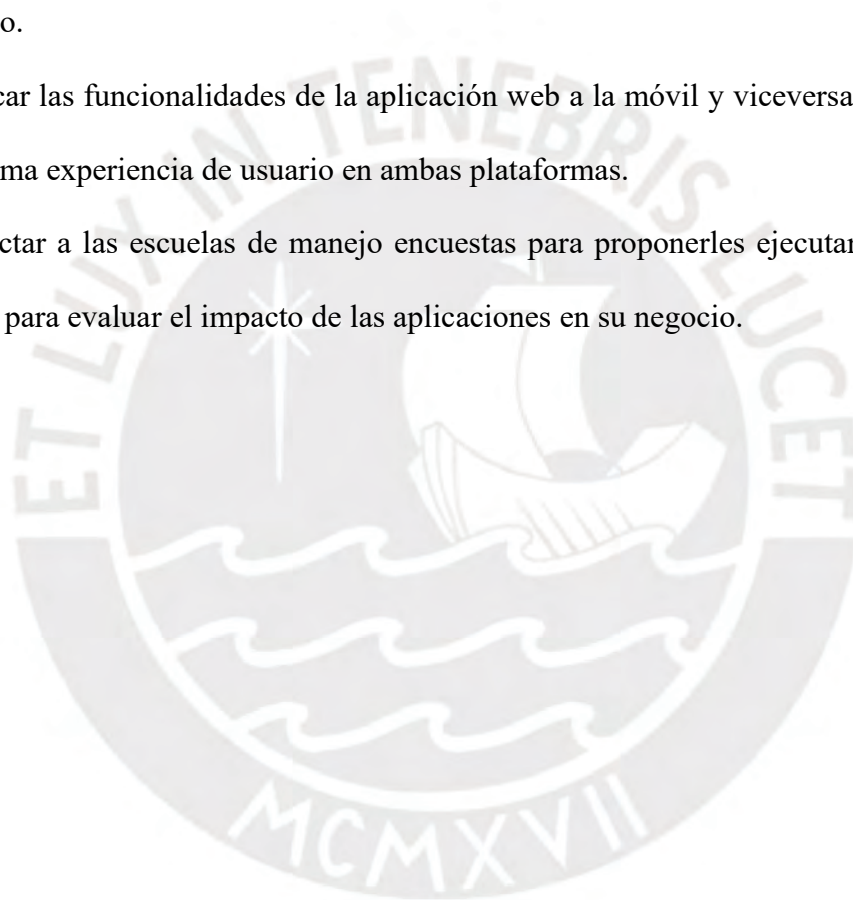 o.
car las funcionalidades de la aplicación web a la móvil y viceversa
ma experiencia de usuario en ambas plataformas.
ctar a las escuelas de manejo encuestas para proponerles ejecutar
para evaluar el impacto de las aplicaciones en su negocio.
ET LUX IN TENEBRIS LUCET
MCMXVII